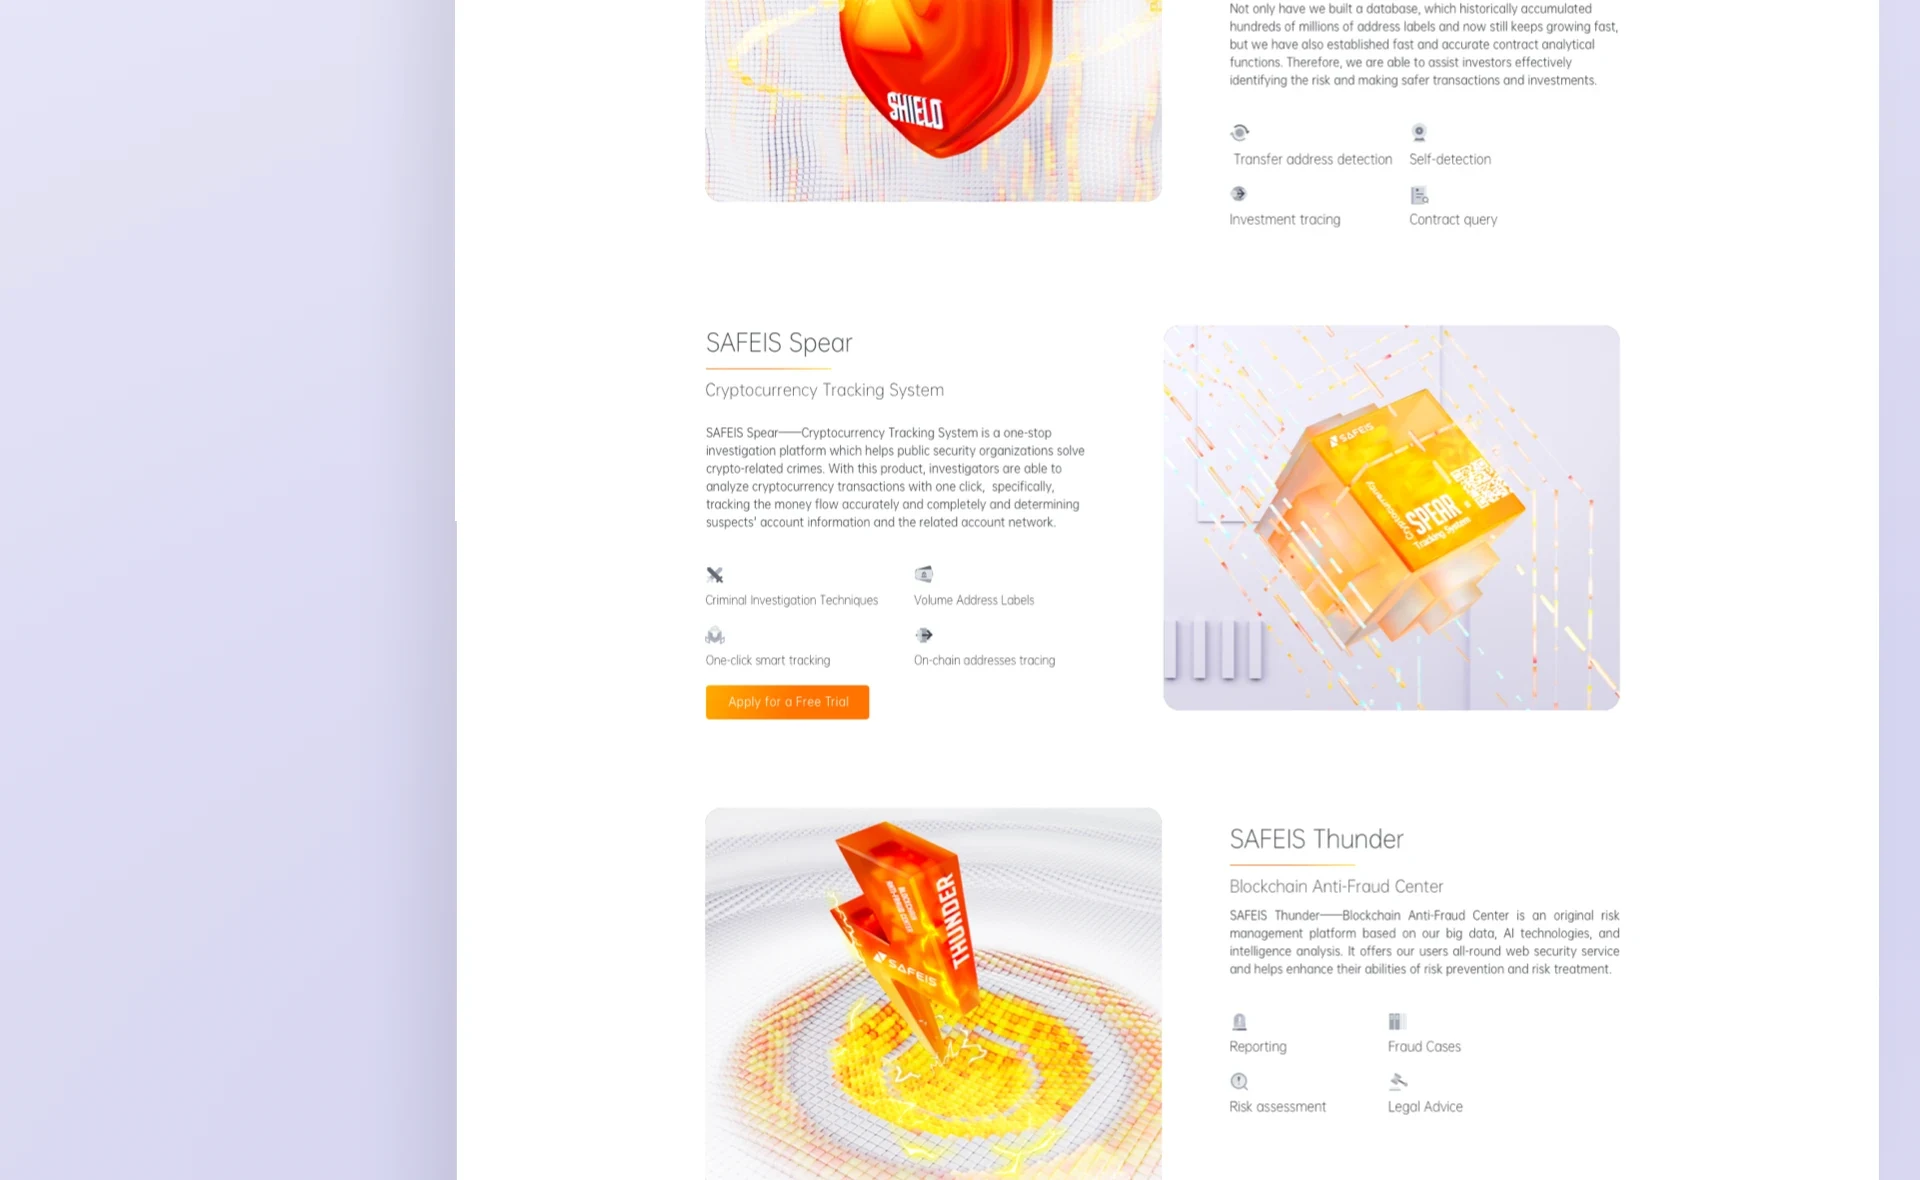 Not only have we built a database, which historically accumulated
hundreds of millions of address labels and now still keeps growing fast,
but we have also established fast and accurate contract analytical
functions. Therefore, we are able to assist investors effectively
identifying the risk and making safer transactions and investments.
SHIELD
Transfer address detection
Self-detection
Investment tracing
Contract query
SAFEIS Spear
Cryptocurrency Tracking System
SAFEIS Spear——Cryptocurrency Tracking System is a one-stop
investigation platform which helps public security organizations solve
crypto-related crimes. With this product, investigators are able to
analyze cryptocurrency transactions with one click,  specifically,
tracking the money flow accurately and completely and determining
suspects' account information and the related account network.
Criminal Investigation Techniques
Volume Address Labels
One-click smart tracking
On-chain addresses tracing
Apply for a Free Trial
SAFEIS
Cryptocurrency
SPEAR
Tracking System
THUNDER
BLOCKCHAIN
ANTI-FRAUD CENTER
SAFEIS
SAFEIS Thunder
Blockchain Anti-Fraud Center
SAFEIS Thunder——Blockchain Anti-Fraud Center is an original risk
management platform based on our big data, AI technologies, and
intelligence analysis. It offers our users all-round web security service
and helps enhance their abilities of risk prevention and risk treatment.
Reporting
Fraud Cases
Risk assessment
Legal Advice